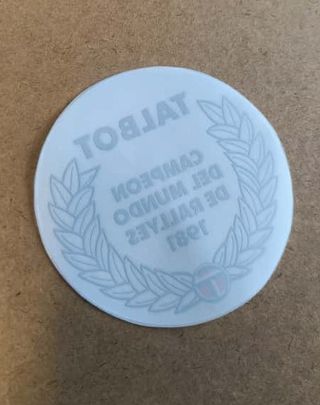 TALBOT
CAMPEON
DEL MUNDO
DE RALLYES
1981